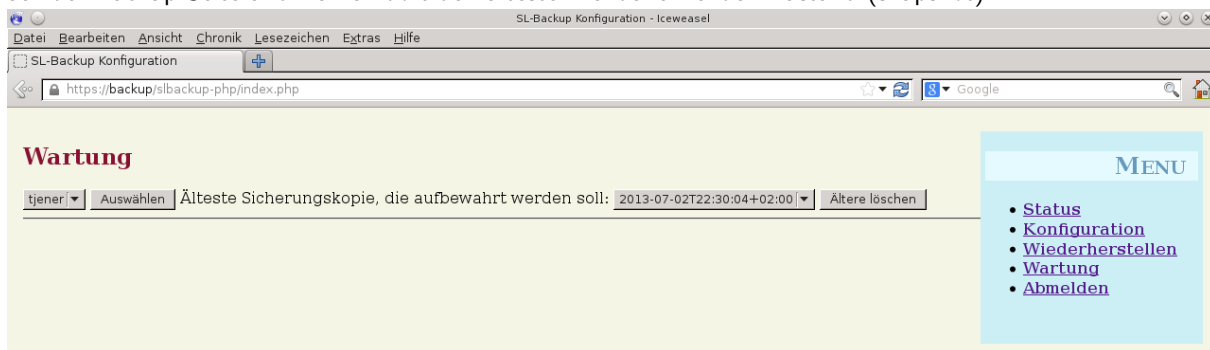 SL-Backup Konfiguration - Iceweasel
Datei Bearbeiten Ansicht Chronik Lesezeichen Extras Hilfe
SL-Backup Konfiguration
https://backup/slbackup-php/index.php
Google
Wartung
tjener Auswählen Älteste Sicherungskopie, die aufbewahrt werden soll: 2013-07-02T22:30:04+02:00 Ältere löschen
MENU
Status
Konfiguration
Wiederherstellen
Wartung
Abmelden